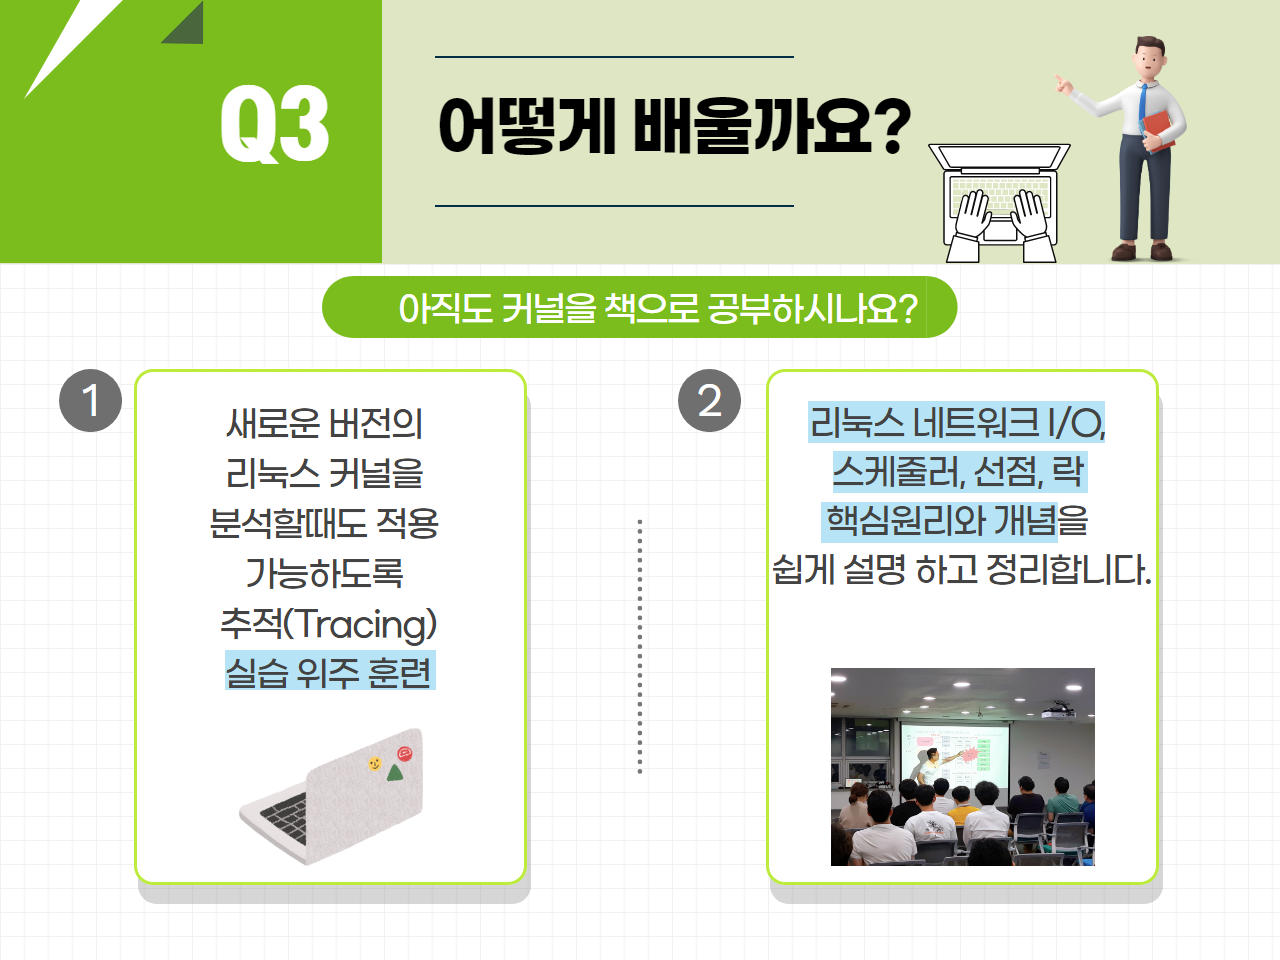 Q3
어떻게 배울까요?
아직도 커널을 책으로 공부하시나요?
1
새로운 버전의
리눅스 커널을
분석할때도 적용
가능하도록
추적(Tracing)
실습 위주 훈련
2
리눅스 네트워크 I/O,
스케줄러, 선점, 락
핵심원리와 개념을
쉽게 설명 하고 정리합니다.